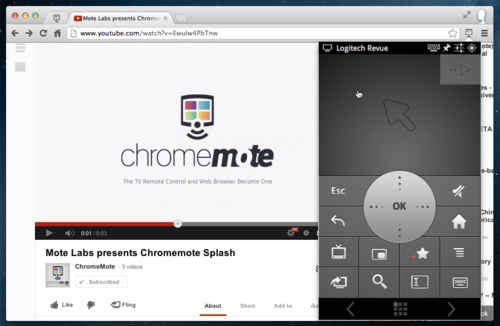 Mote Labs presents Chrome
www.youtube.com/watch?v=Ewulw4PbTnw
Logitech Revue
chromemote
The TV Remote Control and Web Browser Become One
Esc
OK
0:01 / 0:03
Mote Labs presents Chromemote Splash
ChromeMote · 5 videos
Subscribed
Like
Fling
About
Share
Add to